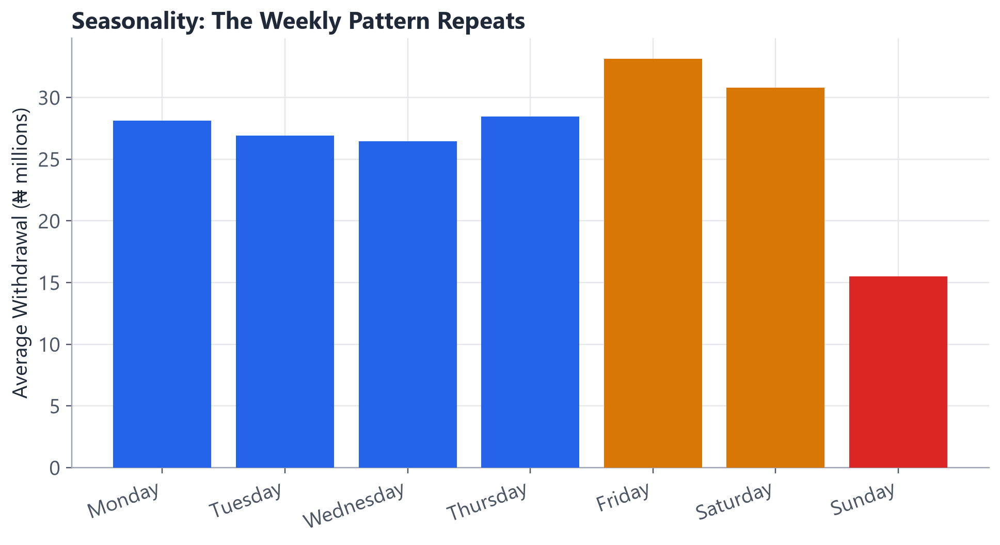 Seasonality: The Weekly Pattern Repeats
Average Withdrawal (₦ millions)
30
25
20
15
10
5
0
Monday
Tuesday
Wednesday
Thursday
Friday
Saturday
Sunday